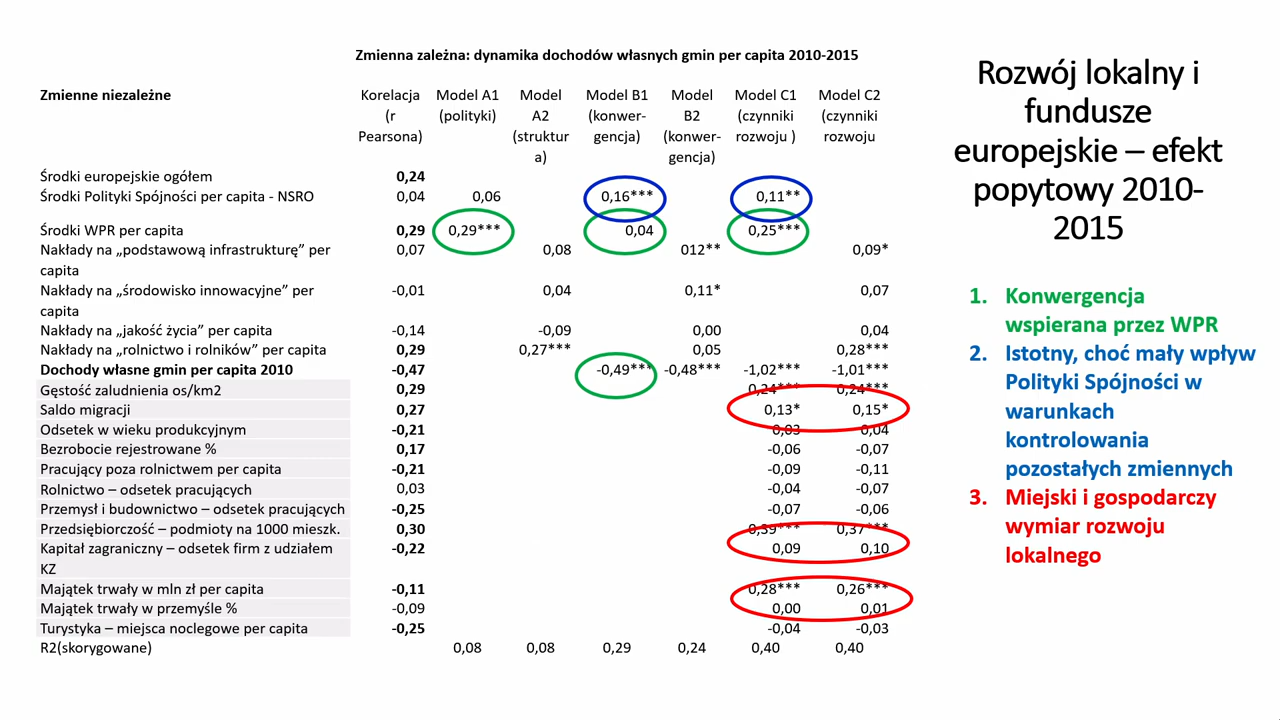 Zmienna zależna: dynamika dochodów własnych gmin per capita 2010-2015
Zmienne niezależne Korelacja (r Pearsona) Model A1 (polityki) Model A2 (struktur a) Model B1 (konwer-gencja) Model B2 (konwer-gencja) Model C1 (czynniki rozwoju ) Model C2 (czynniki rozwoju
Środki europejskie ogółem 0,24
Środki Polityki Spójności per capita - NSRO 0,04 0,06 0,16*** 0,11**
Środki WPR per capita 0,29 0,29*** 0,04 0,25***
Nakłady na „podstawową infrastrukturę” per capita 0,07 0,08 012** 0,09*
Nakłady na „środowisko innowacyjne” per capita -0,01 0,04 0,11* 0,07
Nakłady na „jakość życia” per capita -0,14 -0,09 0,00 0,04
Nakłady na „rolnictwo i rolników” per capita 0,29 0,27*** 0,05 0,28***
Dochody własne gmin per capita 2010 -0,47 -0,49*** -0,48*** -1,02*** -1,01***
Gęstość zaludnienia os/km2 0,29 0,24*** 0,24***
Saldo migracji 0,27 0,13* 0,15*
Odsetek w wieku produkcyjnym -0,21 0,03 0,04
Bezrobocie rejestrowane % 0,17 -0,06 -0,07
Pracujący poza rolnictwem per capita -0,21 -0,09 -0,11
Rolnictwo – odsetek pracujących 0,03 -0,04 -0,07
Przemysł i budownictwo – odsetek pracujących -0,25 -0,07 -0,06
Przedsiębiorczość – podmioty na 1000 mieszk. 0,30 0,39*** 0,37***
Kapitał zagraniczny – odsetek firm z udziałem KZ -0,22 0,09 0,10
Majątek trwały w mln zł per capita -0,11 0,28*** 0,26***
Majątek trwały w przemyśle % -0,09 0,00 0,01
Turystyka – miejsca noclegowe per capita -0,25 -0,04 -0,03
R2(skorygowane) 0,08 0,08 0,29 0,24 0,40 0,40
Rozwój lokalny i
fundusze
europejskie – efekt
popytowy 2010-
2015
1. Konwergencja
wspierana przez WPR
2. Istotny, choć mały wpływ
Polityki Spójności w
warunkach
kontrolowania
pozostałych zmiennych
3. Miejski i gospodarczy
wymiar rozwoju
lokalnego